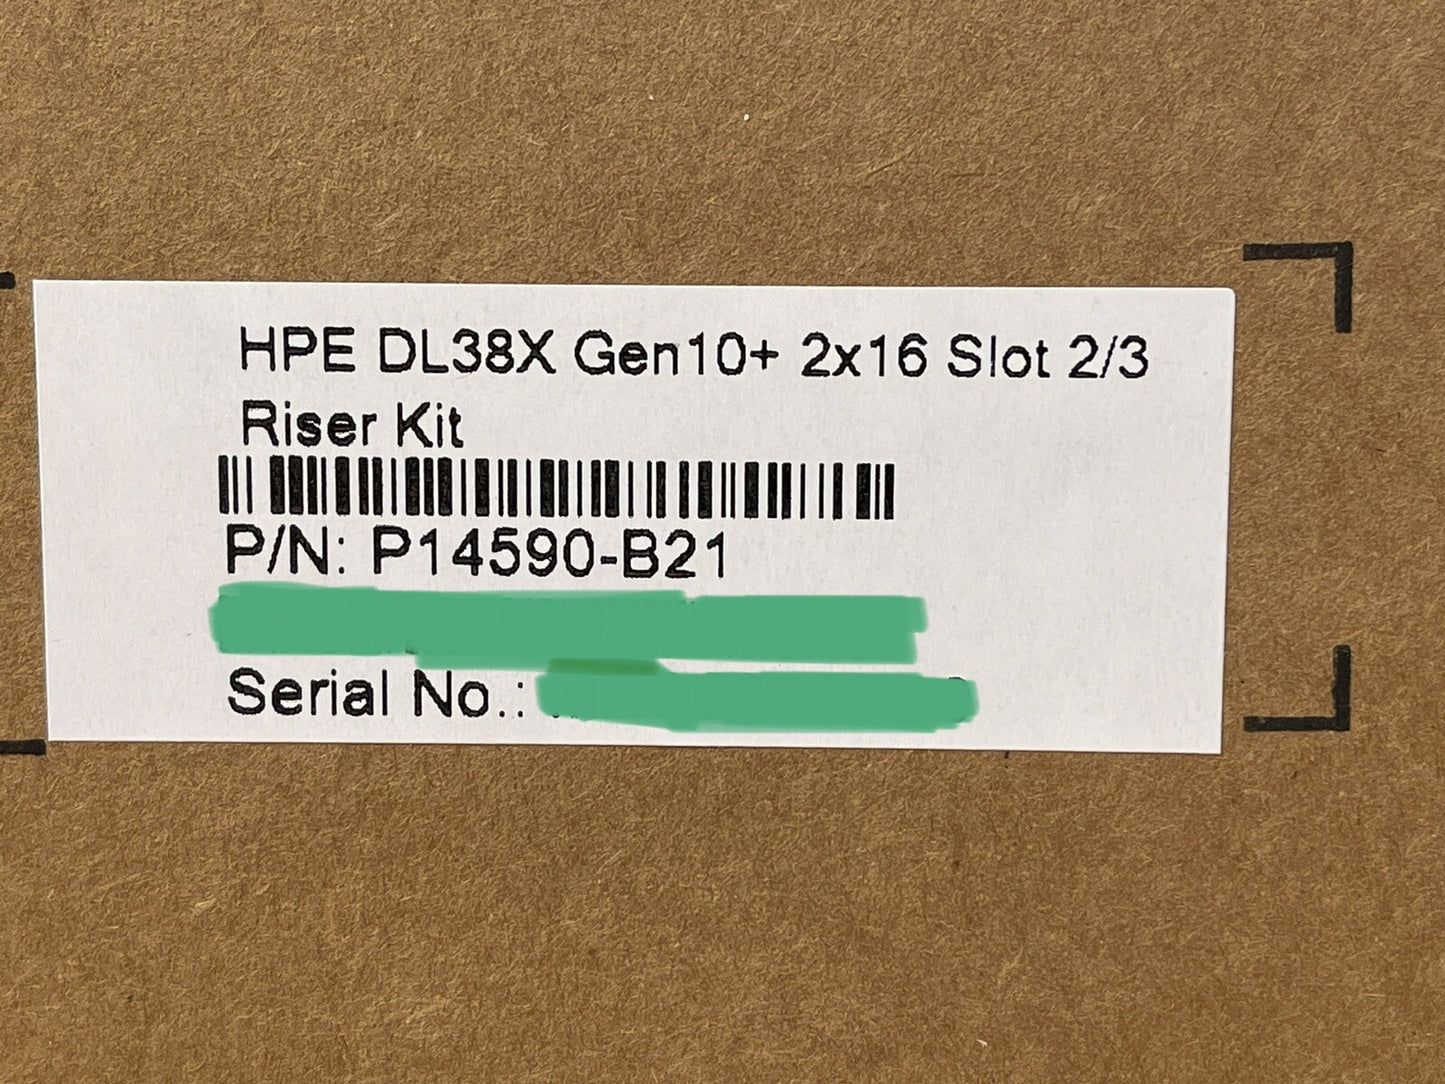 HPE DL38X Gen10+ 2x16 Slot 2/3
Riser Kit
P/N: P14590-B21
Serial No.: